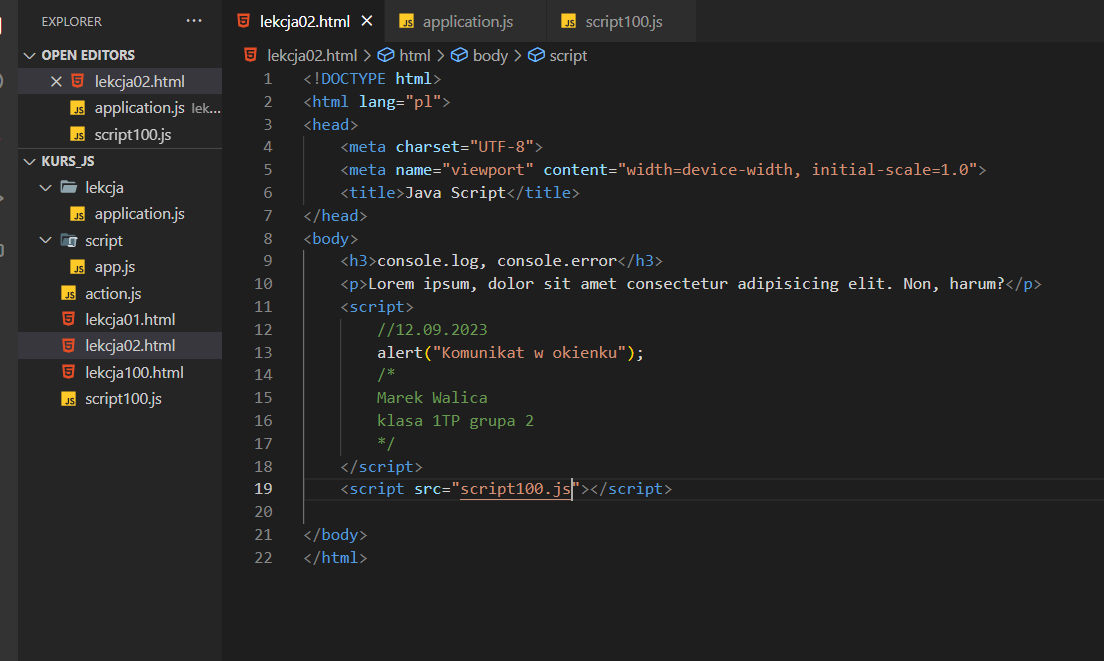 EXPLORER ···
OPEN EDITORS
lekcja02.html
application.js lek...
script100.js
KURS_JS
lekcja
application.js
script
app.js
action.js
lekcja01.html
lekcja02.html
lekcja100.html
script100.js
lekcja02.html application.js script100.js
lekcja02.html > html > body > script
1 <!DOCTYPE html>
2 <html lang="pl">
3 <head>
4 <meta charset="UTF-8">
5 <meta name="viewport" content="width=device-width, initial-scale=1.0">
6 <title>Java Script</title>
7 </head>
8 <body>
9 <h3>console.log, console.error</h3>
10 <p>Lorem ipsum, dolor sit amet consectetur adipisicing elit. Non, harum?</p>
11 <script>
12 //12.09.2023
13 alert("Komunikat w okienku");
14 /*
15 Marek Walica
16 klasa 1TP grupa 2
17 */
18 </script>
19 <script src="script100.js"></script>
20
21 </body>
22 </html>